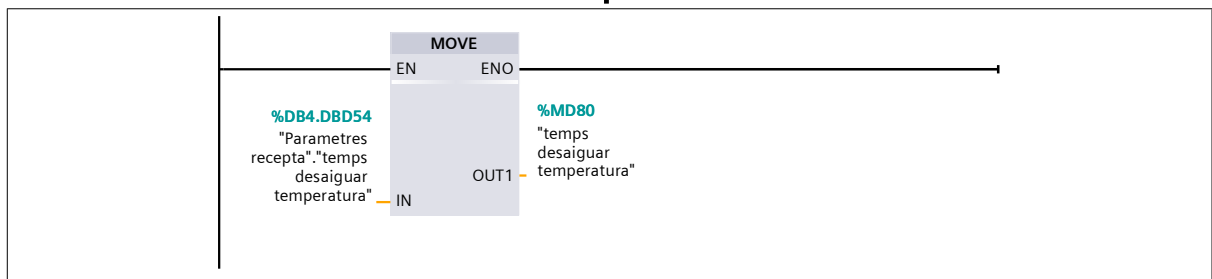 MOVE
EN ENO
%DB4.DBD54
"Parametres
recepta"."temps
desaiguar
temperatura"
IN
%MD80
"temps
desaiguar
temperatura"
OUT1